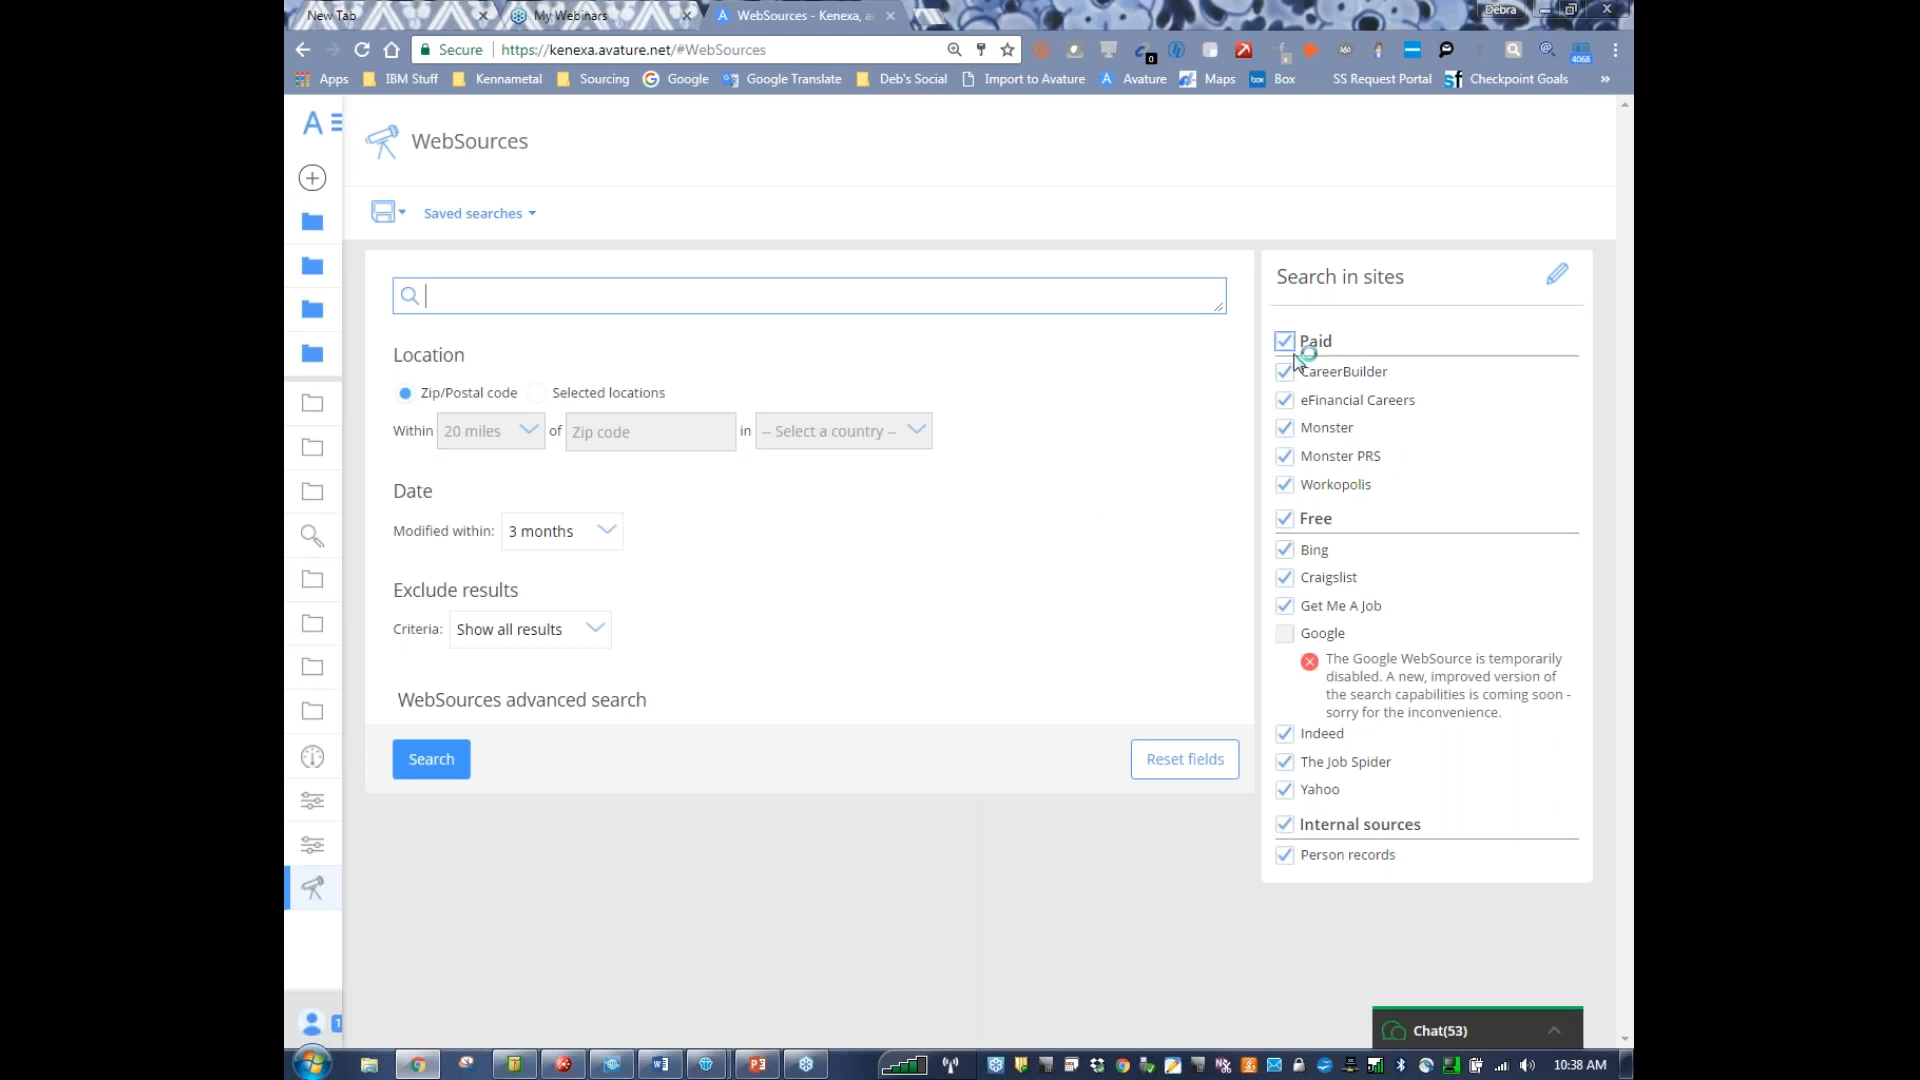 New Tab
My Webinars
WebSources - Kenexa, a
Debra
Secure
https://kenexa.avature.net/#WebSources
0
4068
Apps
IBM Stuff
Kennametal
Sourcing
Google
Google Translate
Deb's Social
Import to Avature
Avature
Maps
Box
SS Request Portal
Checkpoint Goals
»
WebSources
Saved searches
Location
Zip/Postal code
Selected locations
Within
20 miles
of
Zip code
in
-- Select a country --
Date
Modified within:
3 months
Exclude results
Criteria:
Show all results
WebSources advanced search
Search
Reset fields
Search in sites
Paid
CareerBuilder
eFinancial Careers
Monster
Monster PRS
Workopolis
Free
Bing
Craigslist
Get Me A Job
Google
The Google WebSource is temporarily
disabled. A new, improved version of
the search capabilities is coming soon -
sorry for the inconvenience.
Indeed
The Job Spider
Yahoo
Internal sources
Person records
1
Chat(53)
10:38 AM